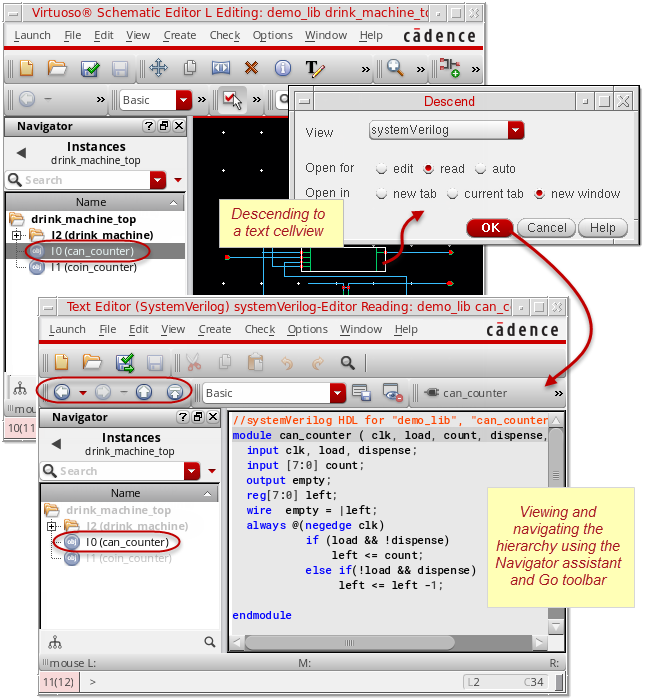 Virtuoso® Schematic Editor L Editing: demo_lib drink_machine_to
Launch File Edit View Create Check Options Window Help
cādence
»
»
Basic
»
»
Navigator
Instances
drink_machine_top
Search
Name
drink_machine_top
I2 (drink_machine)
I0 (can_counter)
I1 (coin_counter)
mouse
10(11
Descend
View systemVerilog
Open for edit read auto
Open in new tab current tab new window
OK Cancel Help
Descending to
a text cellview
Text Editor (SystemVerilog) systemVerilog-Editor Reading: demo_lib can_c
Launch File Edit View Create Check Options Window Help
cādence
Basic
can_counter
»
Navigator
Instances
drink_machine_top
Search
Name
drink_machine_top
I2 (drink_machine)
I0 (can_counter)
I1 (coin_counter)
//systemVerilog HDL for "demo_lib", "can_counter
module can_counter ( clk, load, count, dispense,
input clk, load, dispense;
input [7:0] count;
output empty;
reg[7:0] left;
wire empty = |left;
always @(negedge clk)
if (load && !dispense)
left <= count;
else if(!load && dispense)
left <= left -1;
endmodule
Viewing and
navigating the
hierarchy using the
Navigator assistant
and Go toolbar
mouse L: M: R:
11(12) > L2 C34